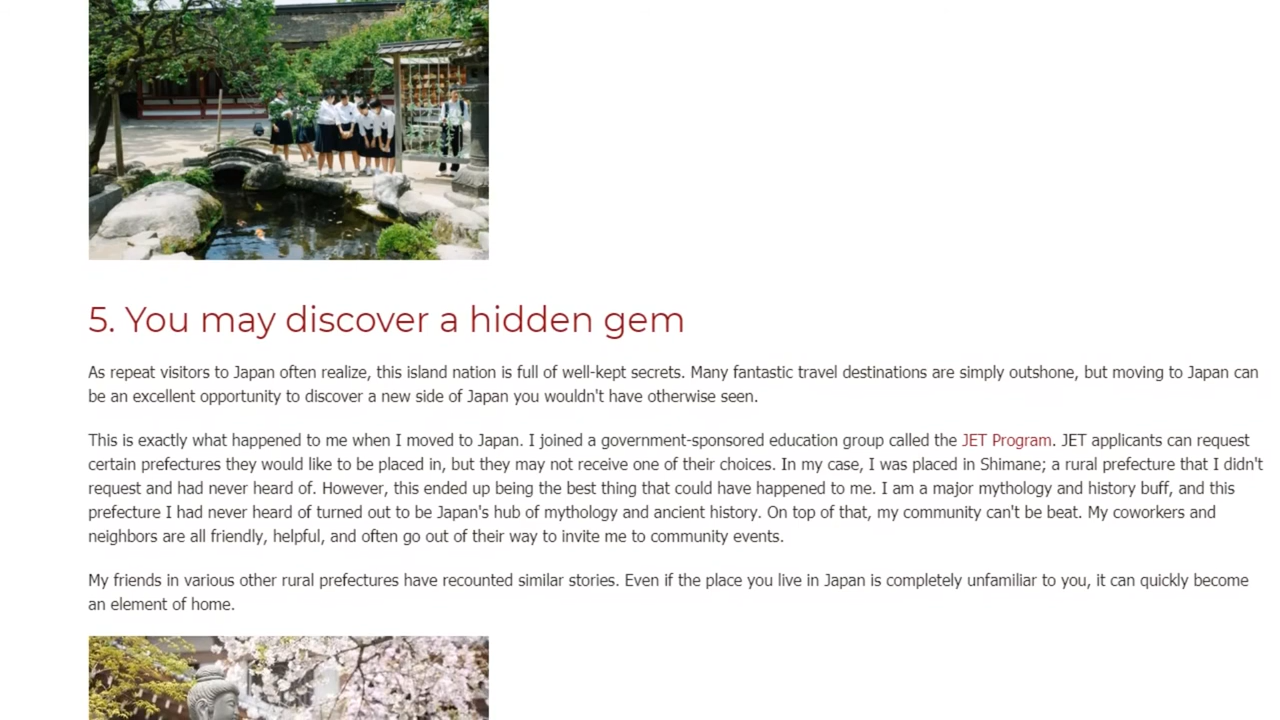 5. You may discover a hidden gem
As repeat visitors to Japan often realize, this island nation is full of well-kept secrets. Many fantastic travel destinations are simply outshone, but moving to Japan can
be an excellent opportunity to discover a new side of Japan you wouldn't have otherwise seen.
This is exactly what happened to me when I moved to Japan. I joined a government-sponsored education group called the JET Program. JET applicants can request
certain prefectures they would like to be placed in, but they may not receive one of their choices. In my case, I was placed in Shimane; a rural prefecture that I didn't
request and had never heard of. However, this ended up being the best thing that could have happened to me. I am a major mythology and history buff, and this
prefecture I had never heard of turned out to be Japan's hub of mythology and ancient history. On top of that, my community can't be beat. My coworkers and
neighbors are all friendly, helpful, and often go out of their way to invite me to community events.
My friends in various other rural prefectures have recounted similar stories. Even if the place you live in Japan is completely unfamiliar to you, it can quickly become
an element of home.